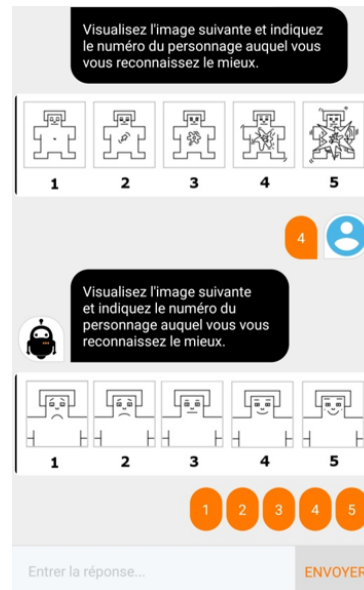 Visualisez l'image suivante et indiquez
le numéro du personnage auquel vous
vous reconnaissez le mieux.
1 2 3 4 5
4
Visualisez l'image suivante
et indiquez le numéro du
personnage auquel vous vous
reconnaissez le mieux.
1 2 3 4 5
1 2 3 4 5
Entrer la réponse... ENVOYER